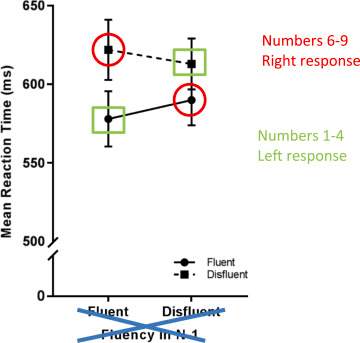 Mean Reaction Time (ms)
650
600
550
500
0
Numbers 6-9
Right response
Numbers 1-4
Left response
Fluent
Disfluent
Fluent
Disfluent
Fluency in N-1